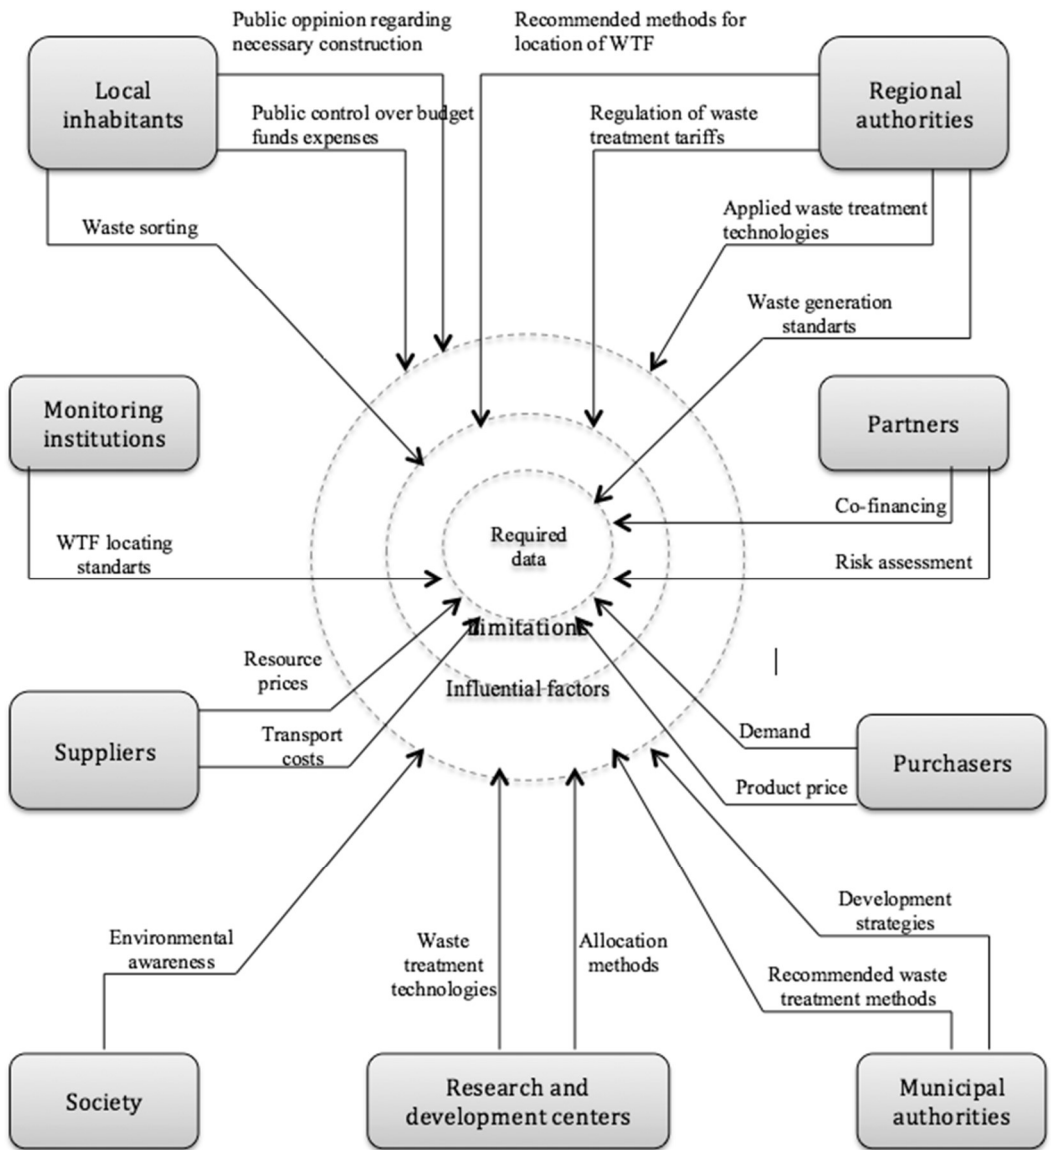 Public oppinion regarding
necessary construction
Recommended methods for
location of WTF
Local
inhabitants
Regional
authorities
Public control over budget
funds expenses
Regulation of waste
treatment tariffs
Waste sorting
Applied waste treatment
technologies
Waste generation
standarts
Monitoring
institutions
Partners
Co-financing
Required
data
WTF locating
standarts
Risk assessment
Limitations
Resource
prices
Influential factors
Suppliers
Transport
costs
Demand
Purchasers
Product price
Development
strategies
Environmental
awareness
Waste
treatment
technologies
Allocation
methods
Recommended waste
treatment methods
Society
Research and
development centers
Municipal
authorities